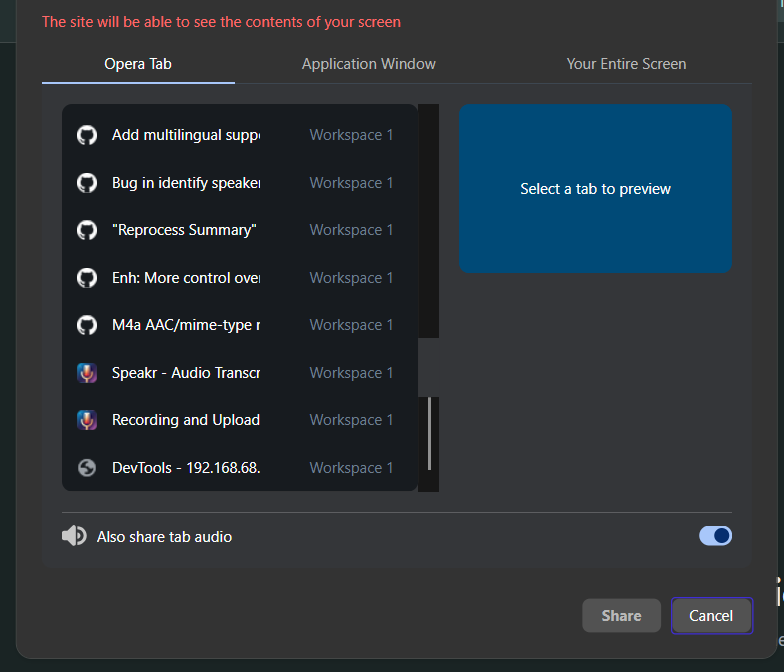 The site will be able to see the contents of your screen
Opera Tab Application Window Your Entire Screen
Add multilingual supp Workspace 1
Bug in identify speaker Workspace 1
"Reprocess Summary" Workspace 1
Enh: More control over Workspace 1
M4a AAC/mime-type Workspace 1
Speakr - Audio Transcr Workspace 1
Recording and Upload Workspace 1
DevTools - 192.168.68. Workspace 1
Select a tab to preview
Also share tab audio
Share Cancel